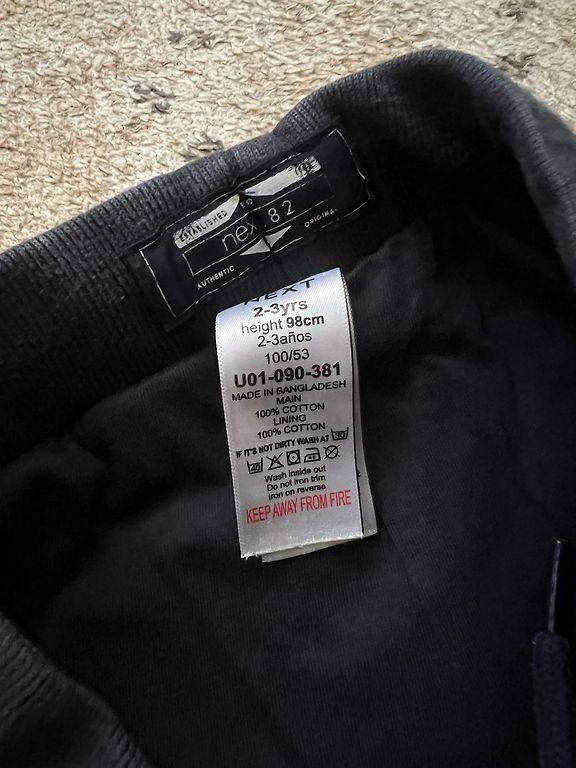 ESTABLISHED
next 82
AUTHENTIC
ORIGINAL
NEXT
2-3yrs
height 98cm
2-3años
100/53
U01-090-381
MADE IN BANGLADESH
MAIN
100% COTTON
LINING
100% COTTON
IF IT'S NOT DIRTY WASH AT 30
40
Wash inside out
Do not iron trim
Iron on reverse
KEEP AWAY FROM FIRE